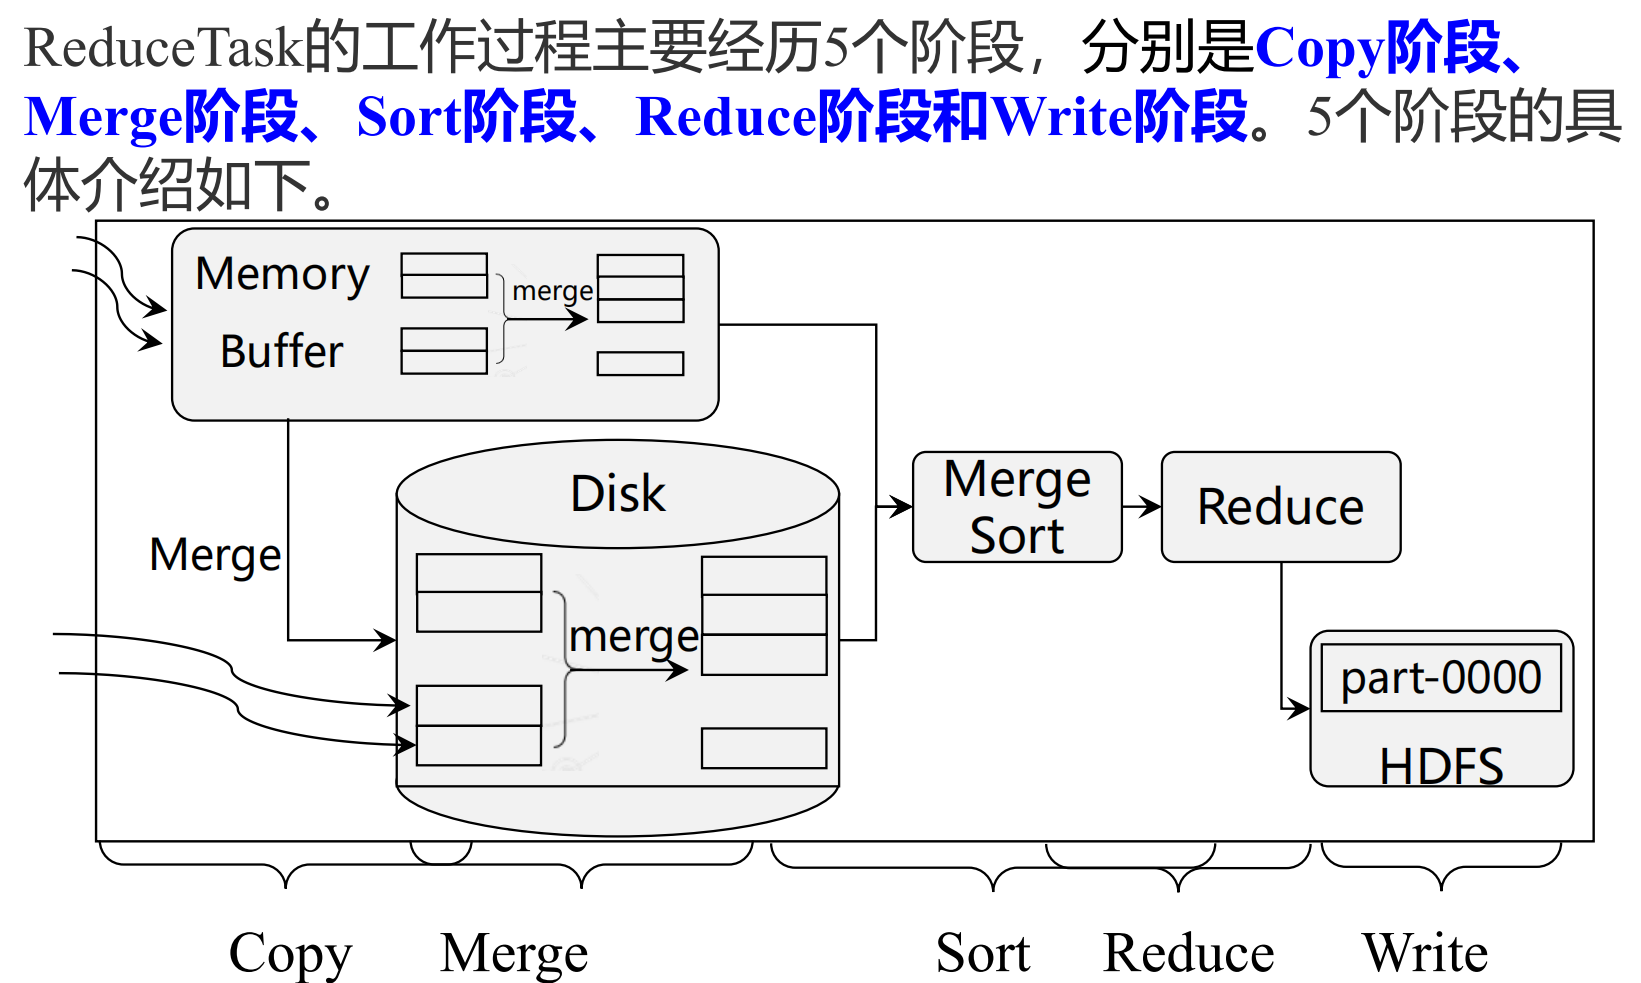 ReduceTask的工作过程主要经历5个阶段，分别是Copy阶段、
Merge阶段、Sort阶段、Reduce阶段和Write阶段。5个阶段的具
体介绍如下。
Memory
Buffer
merge
Merge
Disk
merge
Merge
Sort
Reduce
part-0000
HDFS
Copy
Merge
Sort
Reduce
Write